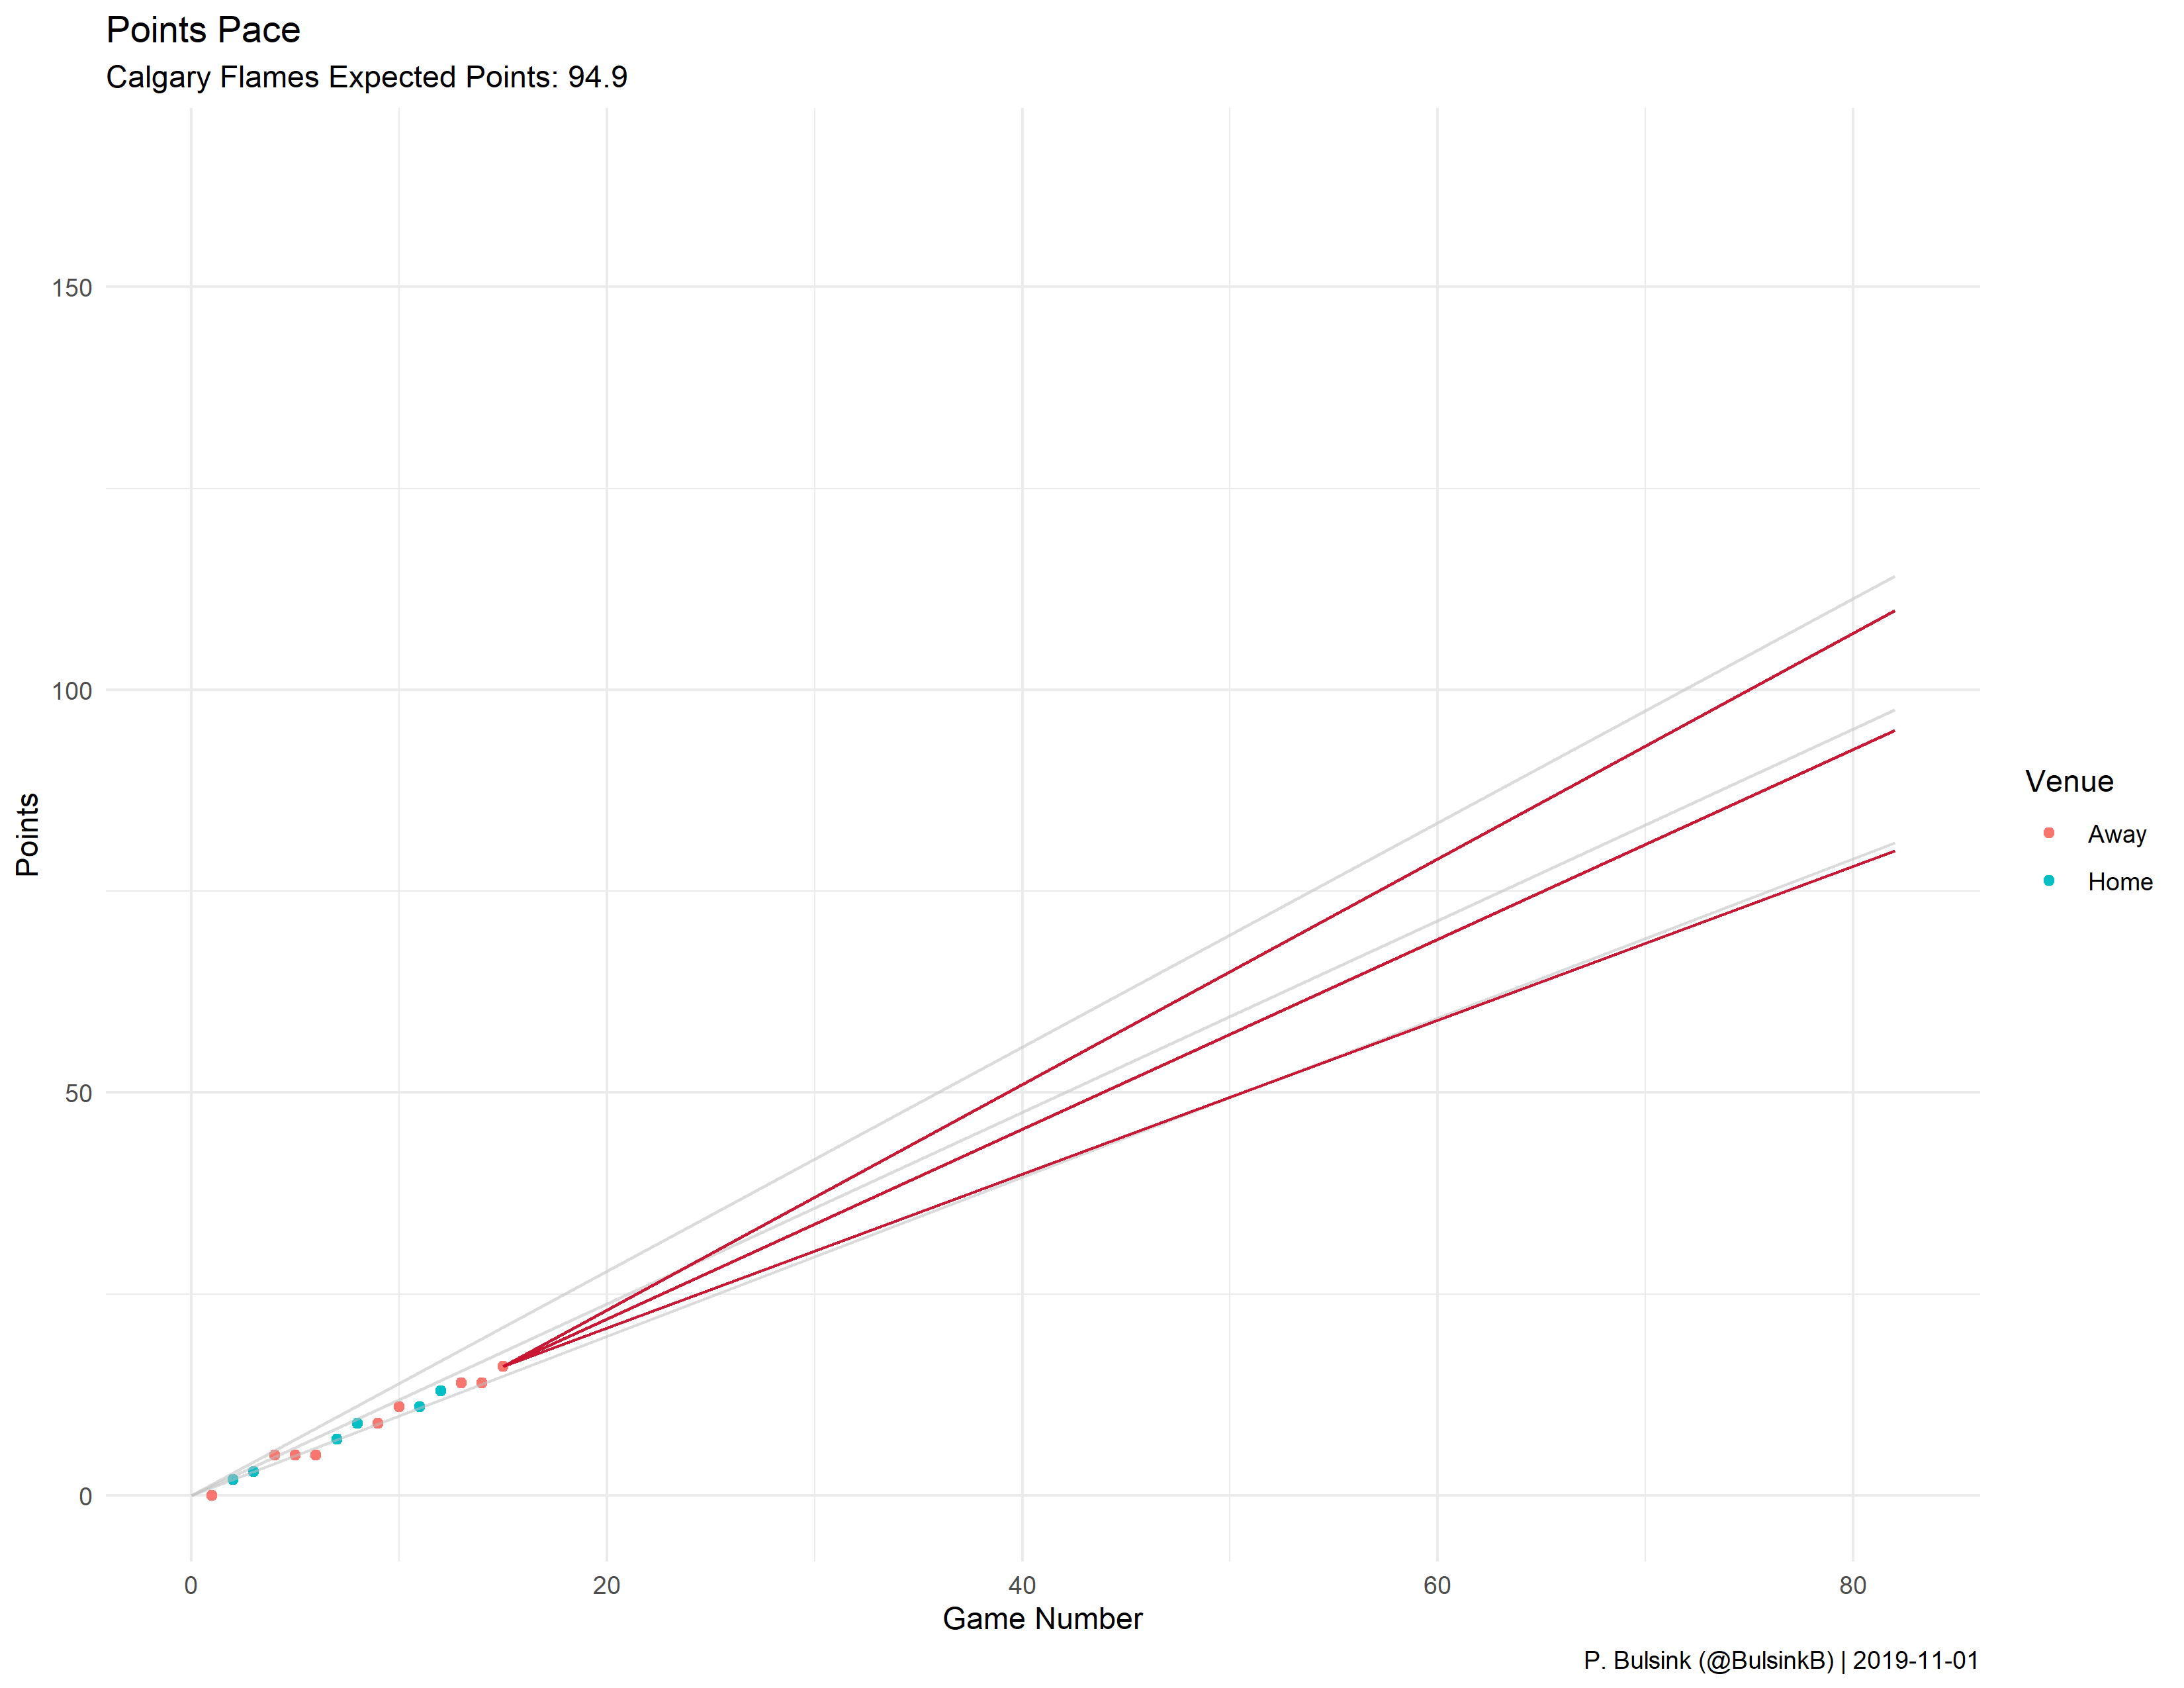 Points Pace
Calgary Flames Expected Points: 94.9
150
100
50
0
Points
0 20 40 60 80
Game Number
Venue
Away
Home
P. Bulsink (@BulsinkB) | 2019-11-01